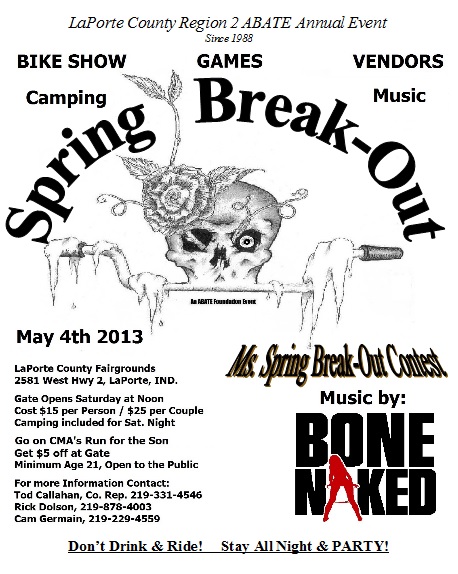 LaPorte County Region 2 ABATE Annual Event
Since 1988
BIKE SHOW GAMES VENDORS
Camping Music
Spring Break-Out
An ABATE Foundation Event
May 4th 2013
Ms. Spring Break-Out Contest
LaPorte County Fairgrounds
2581 West Hwy 2, LaPorte, IND.
Gate Opens Saturday at Noon
Cost $15 per Person / $25 per Couple
Camping included for Sat. Night
Go on CMA's Run for the Son
Get $5 off at Gate
Minimum Age 21, Open to the Public
For more Information Contact:
Tod Callahan, Co. Rep. 219-331-4546
Rick Dolson, 219-878-4003
Cam Germain, 219-229-4559
Music by:
BONE
NAKED
Don't Drink & Ride! Stay All Night & PARTY!